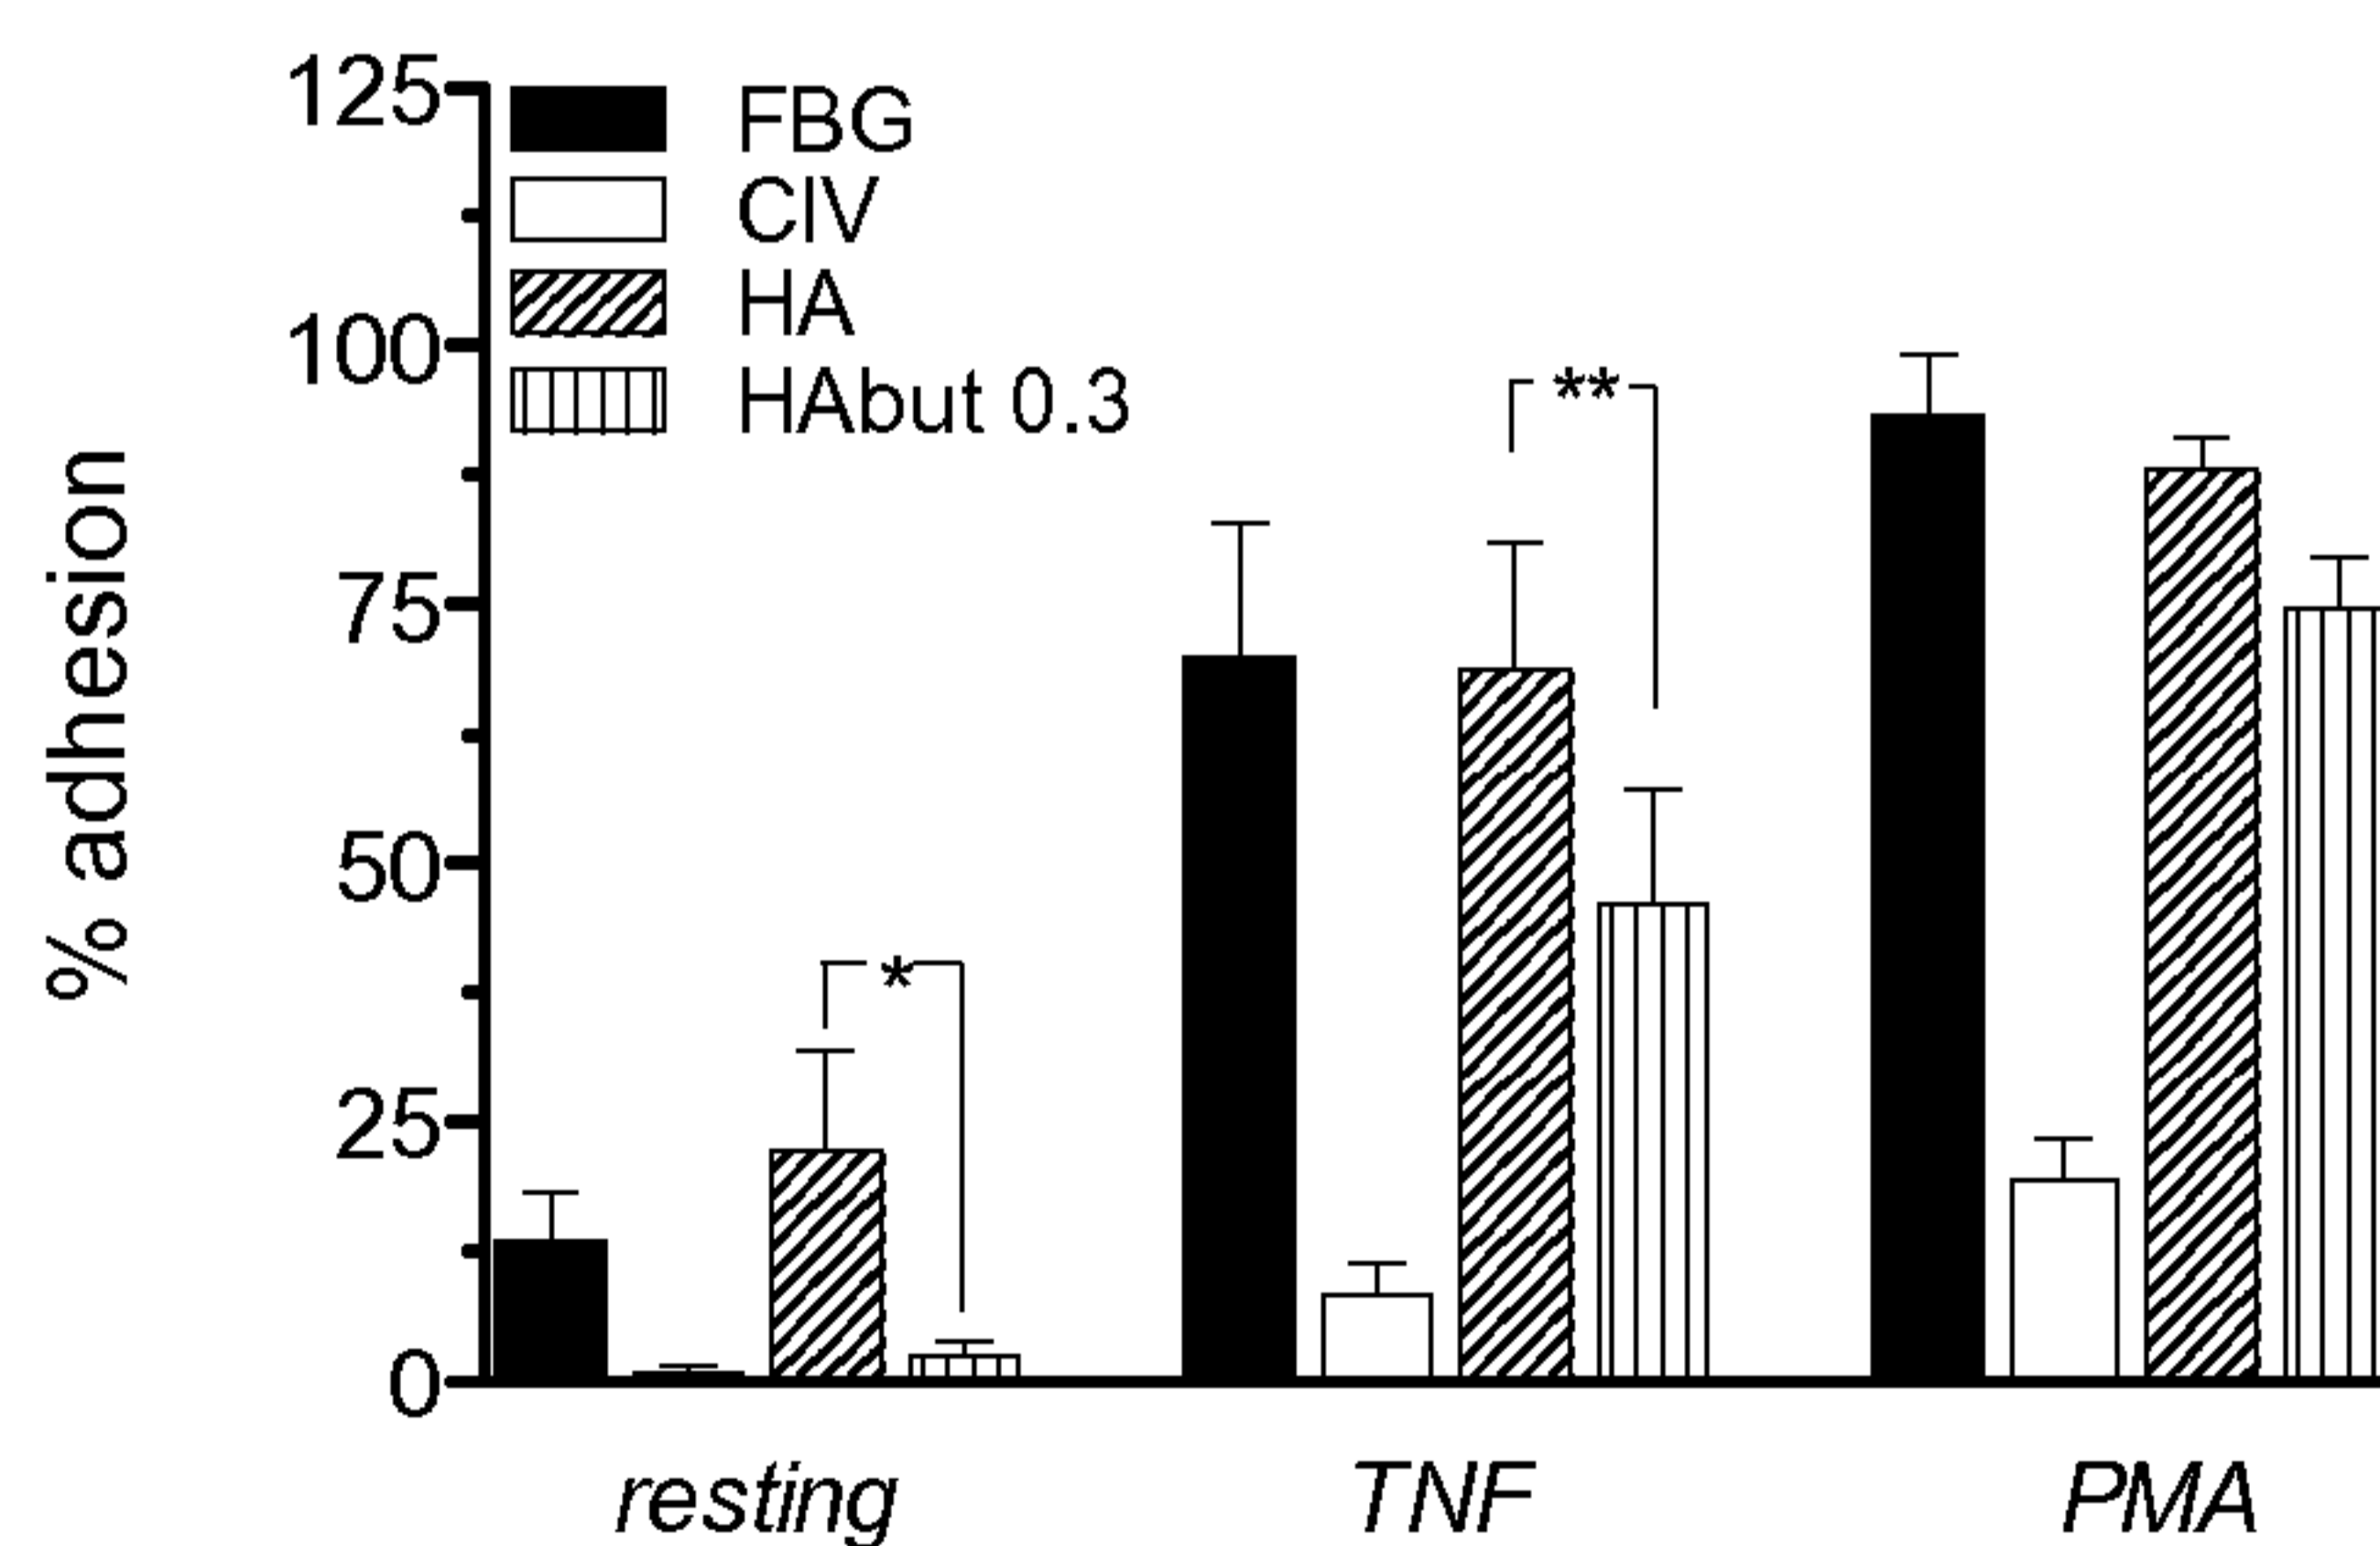 % adhesion
125
100
75
50
25
0
FBG
CIV
HA
HAbut 0.3
*
**
resting
TNF
PMA